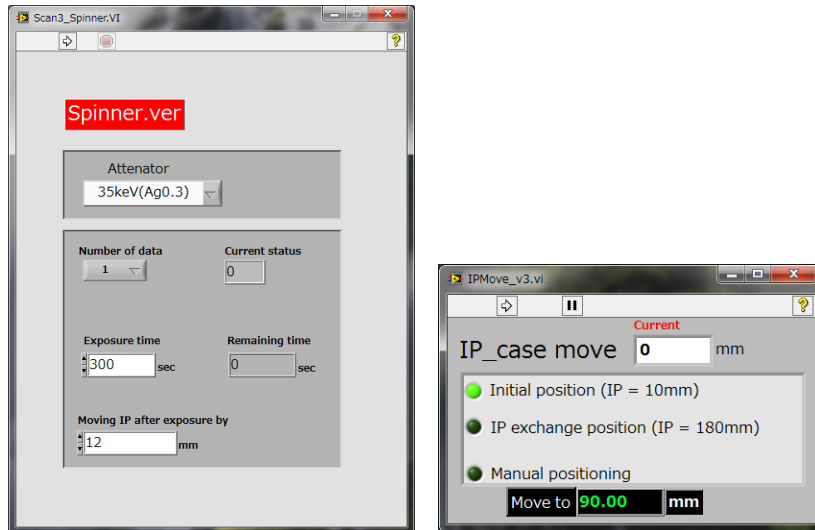 Scan3_Spinner.VI
Spinner.ver
Attenator
35keV(Ag0.3)
Number of data
Current status
1
0
Exposure time
Remaining time
300 sec
0 sec
Moving IP after exposure by
12 mm
IPMove_v3.vi
Current
IP_case move 0 mm
Initial position (IP = 10mm)
IP exchange position (IP = 180mm)
Manual positioning
Move to 90.00 mm